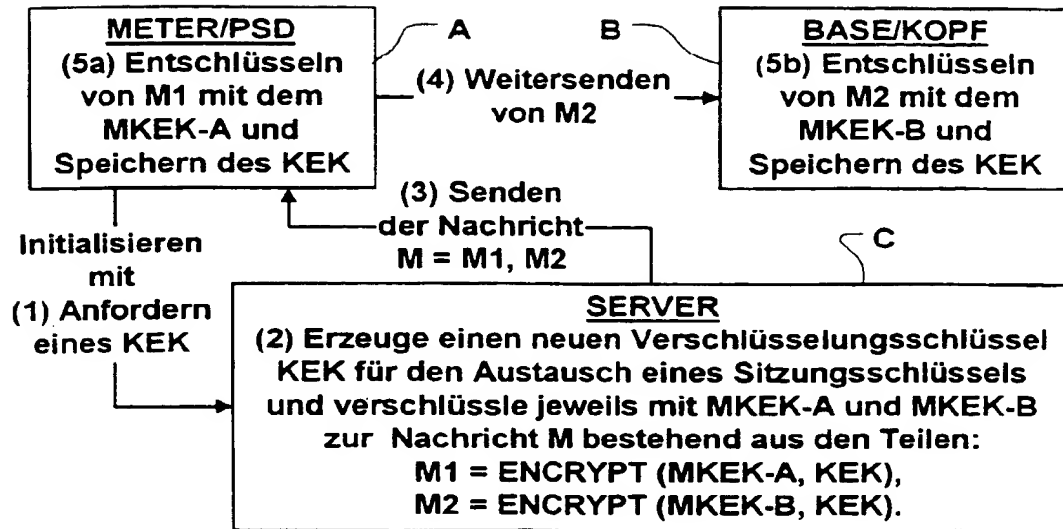 METER/PSD
(5a) Entschlüsseln
von M1 mit dem
MKEK-A und
Speichern des KEK
A
B
BASE/KOPF
(5b) Entschlüsseln
von M2 mit dem
MKEK-B und
Speichern des KEK
(4) Weitersenden
von M2
(3) Senden
der Nachricht
M = M1, M2
Initialisieren
mit
(1) Anfordern
eines KEK
C
SERVER
(2) Erzeuge einen neuen Verschlüsselungsschlüssel
KEK für den Austausch eines Sitzungsschlüssels
und verschlüssle jeweils mit MKEK-A und MKEK-B
zur Nachricht M bestehend aus den Teilen:
M1 = ENCRYPT (MKEK-A, KEK),
M2 = ENCRYPT (MKEK-B, KEK).